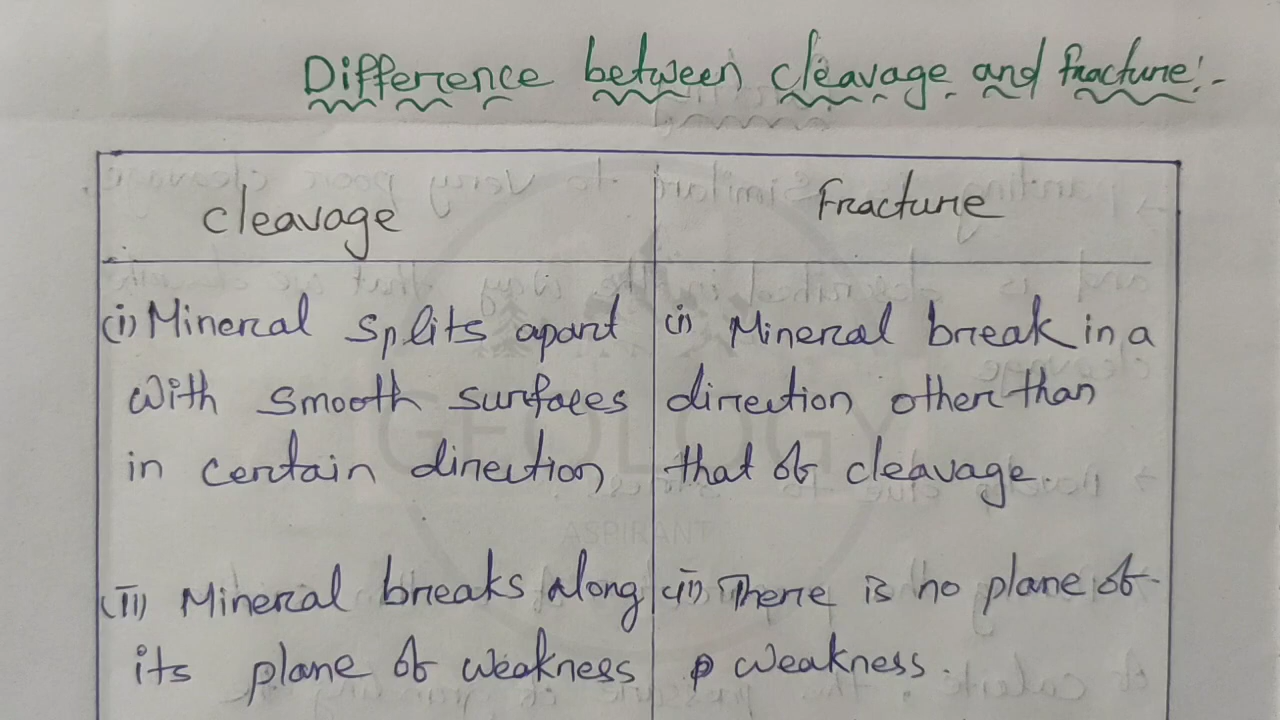 Difference between cleavage and fracture:-
cleavage
Fracture
(i) Mineral splits apart
with smooth surfaces
in certain direction
(i) Mineral break in a
direction other than
that of cleavage.
(ii) Mineral breaks along
its plane of weakness
(ii) There is no plane of
weakness.
GEOLOGY
ASPIRANT